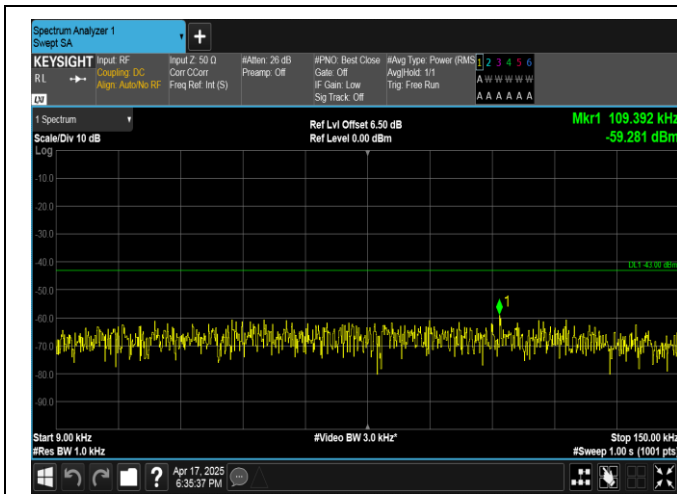 Spectrum Analyzer 1
Swept SA
+
KEYSIGHT Input: RF Input Z: 50 Ω #Atten: 26 dB #PNO: Best Close #Avg Type: Power (RMS 1 2 3 4 5 6
RL Coupling: DC Corr CCorr Preamp: Off Gate: Off Avg|Hold: 1/1 A W W W W W
Align: Auto/No RF Freq Ref: Int (S) IF Gain: Low Trig: Free Run
LXI Sig Track: Off A A A A A A
1 Spectrum Ref Lvl Offset 6.50 dB Mkr1 109.392 kHz
Scale/Div 10 dB Ref Level 0.00 dBm -59.281 dBm
Log
-10.0
-20.0
-30.0
-40.0
DL1 -43.00 dBm
-50.0
1
-60.0
-70.0
-80.0
-90.0
Start 9.00 kHz #Video BW 3.0 kHz* Stop 150.00 kHz
#Res BW 1.0 kHz #Sweep 1.00 s (1001 pts)
? Apr 17, 2025
6:35:37 PM